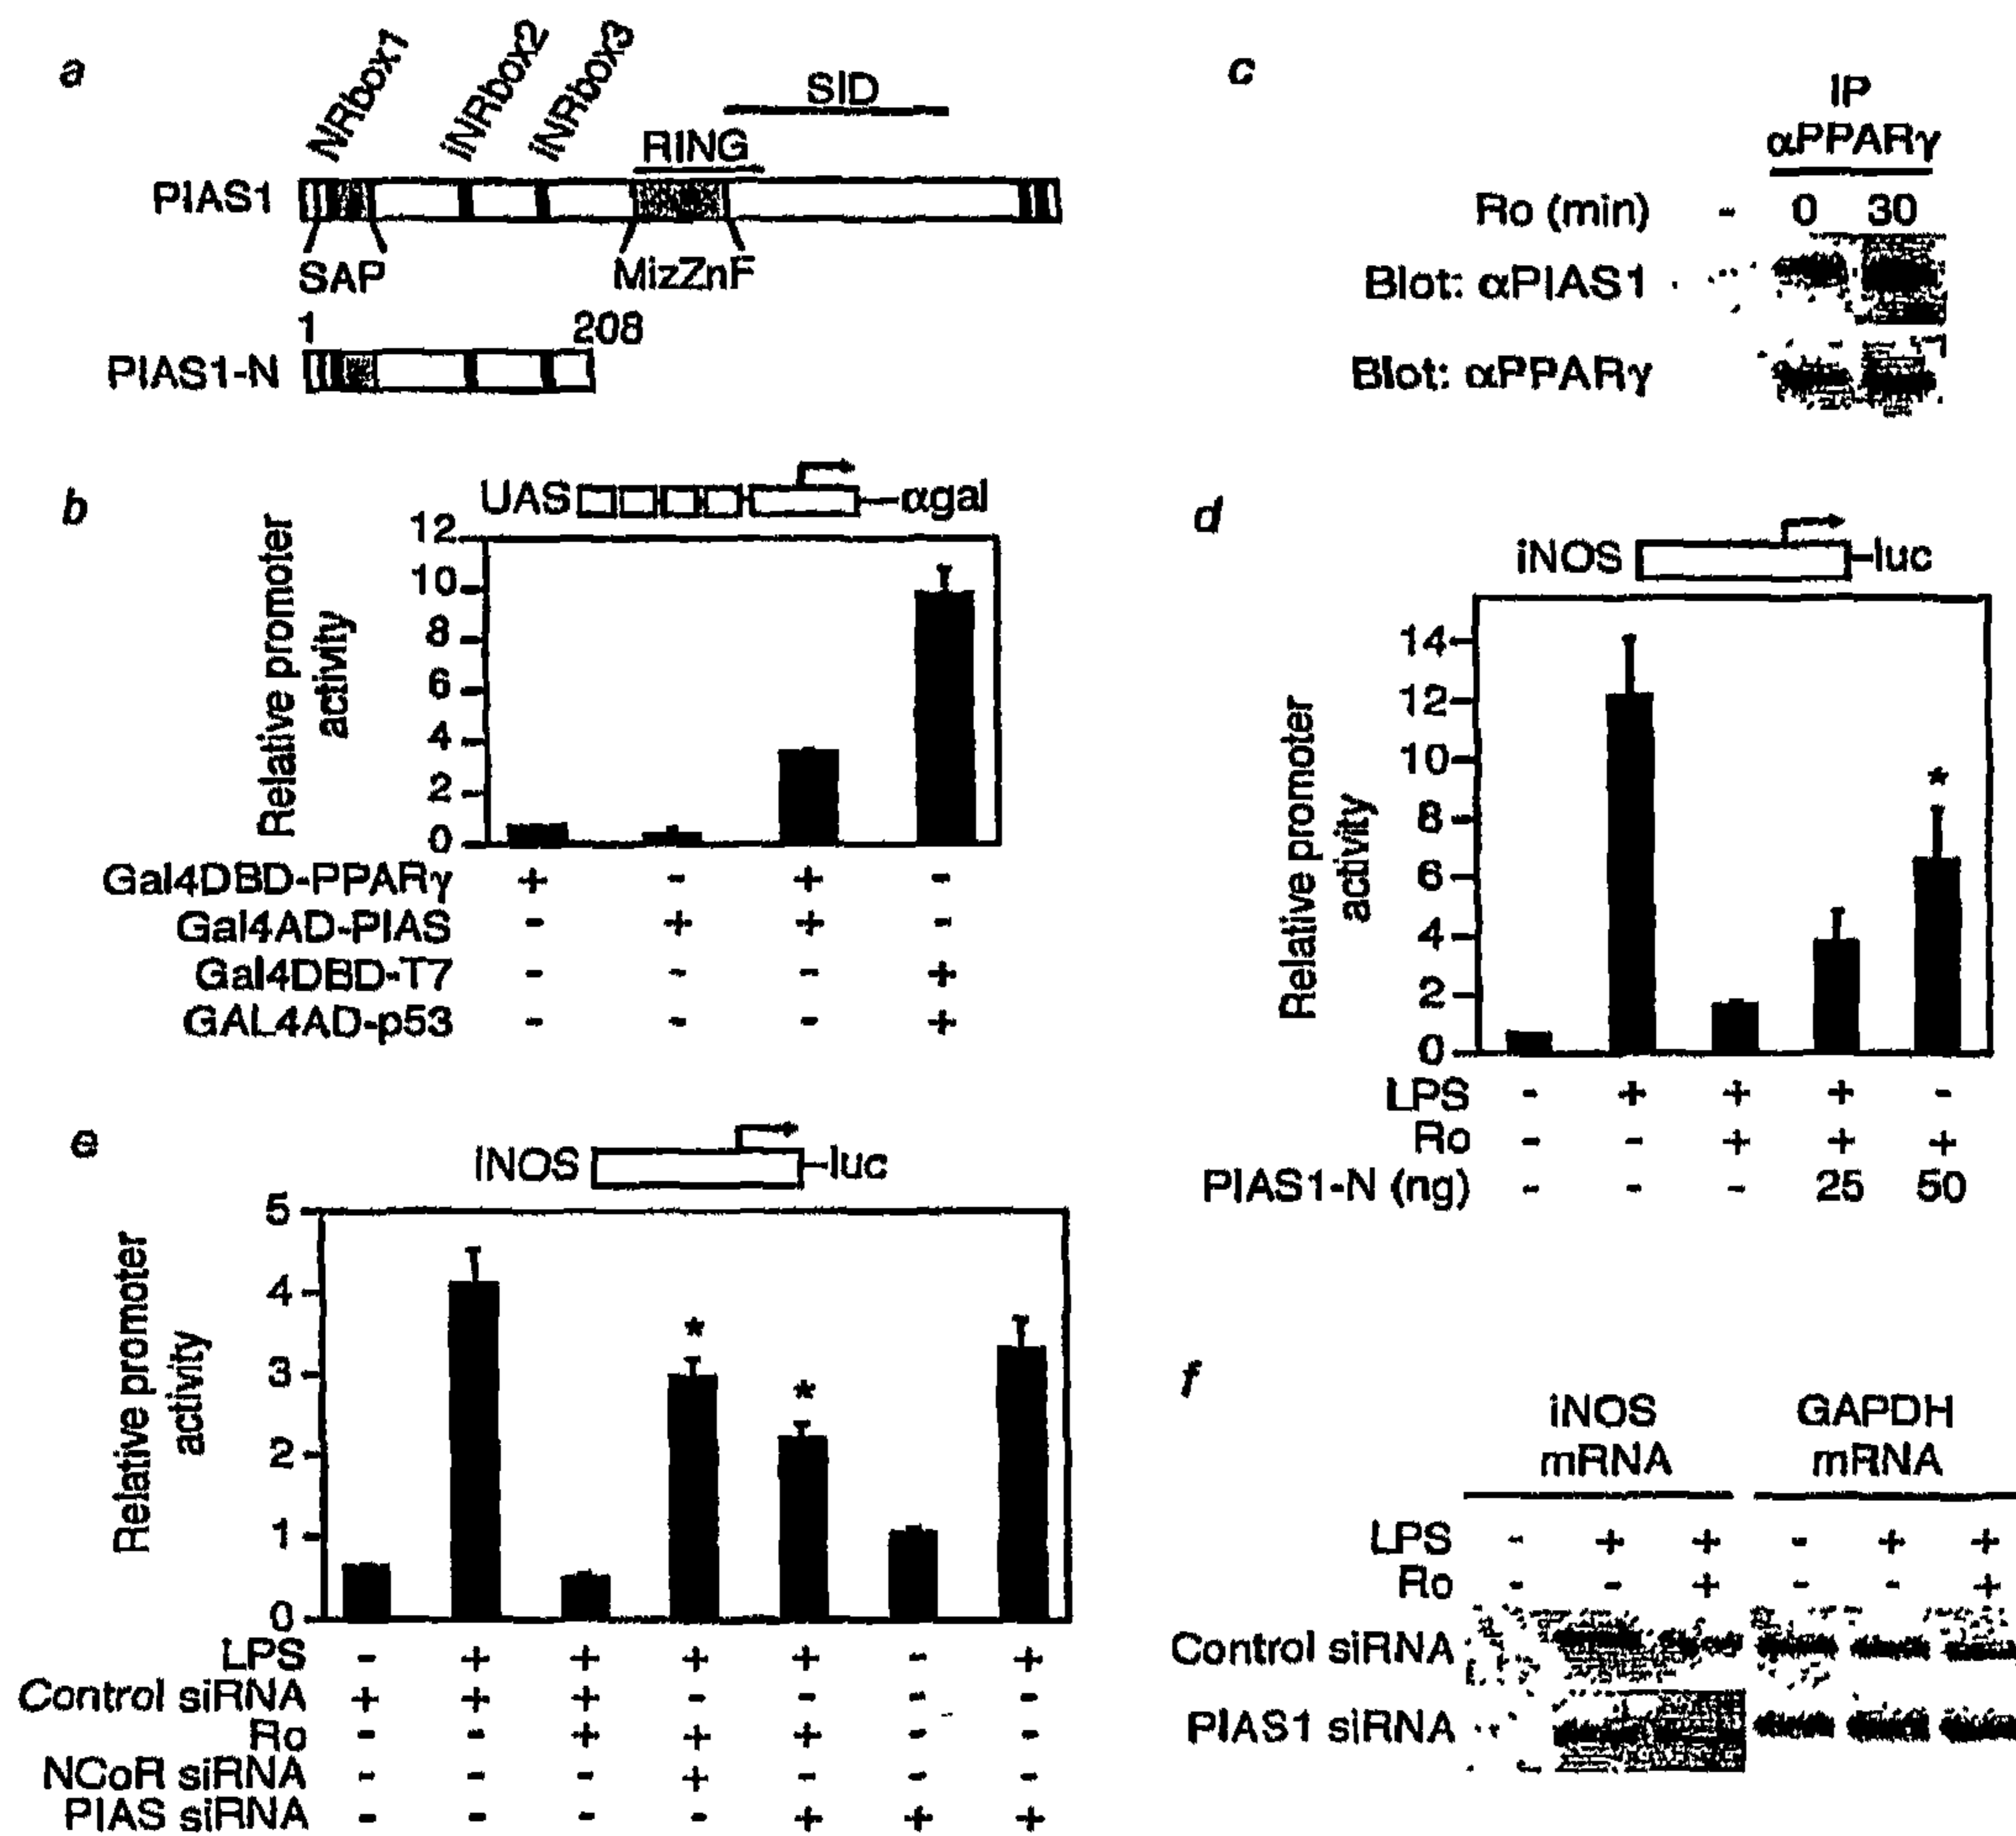 a
NRbox1
iNRbox2
iNRbox3
SID
RING
PIAS1
SAP
MizZnF
1 208
PIAS1-N
b
UAS αgal
Relative promoter
activity
12
10
8
6
4
2
0
Gal4DBD-PPARγ + - + -
Gal4AD-PIAS - + + -
Gal4DBD-T7 - - - +
GAL4AD-p53 - - - +
c
IP
αPPARγ
Ro (min) - 0 30
Blot: αPIAS1
Blot: αPPARγ
d
iNOS luc
Relative promoter
activity
14
12
10
8
6
4
2
0
*
LPS - + + + -
Ro - - + + +
PIAS1-N (ng) - - - 25 50
e
iNOS luc
Relative promoter
activity
5
4
3
2
1
0
* *
LPS - + + + + - +
Control siRNA + + + - - - -
Ro - - + + + - -
NCoR siRNA - - - + - - -
PIAS siRNA - - - - + + +
f
iNOS GAPDH
mRNA mRNA
LPS - + + - + +
Ro - - + - - +
Control siRNA
PIAS1 siRNA